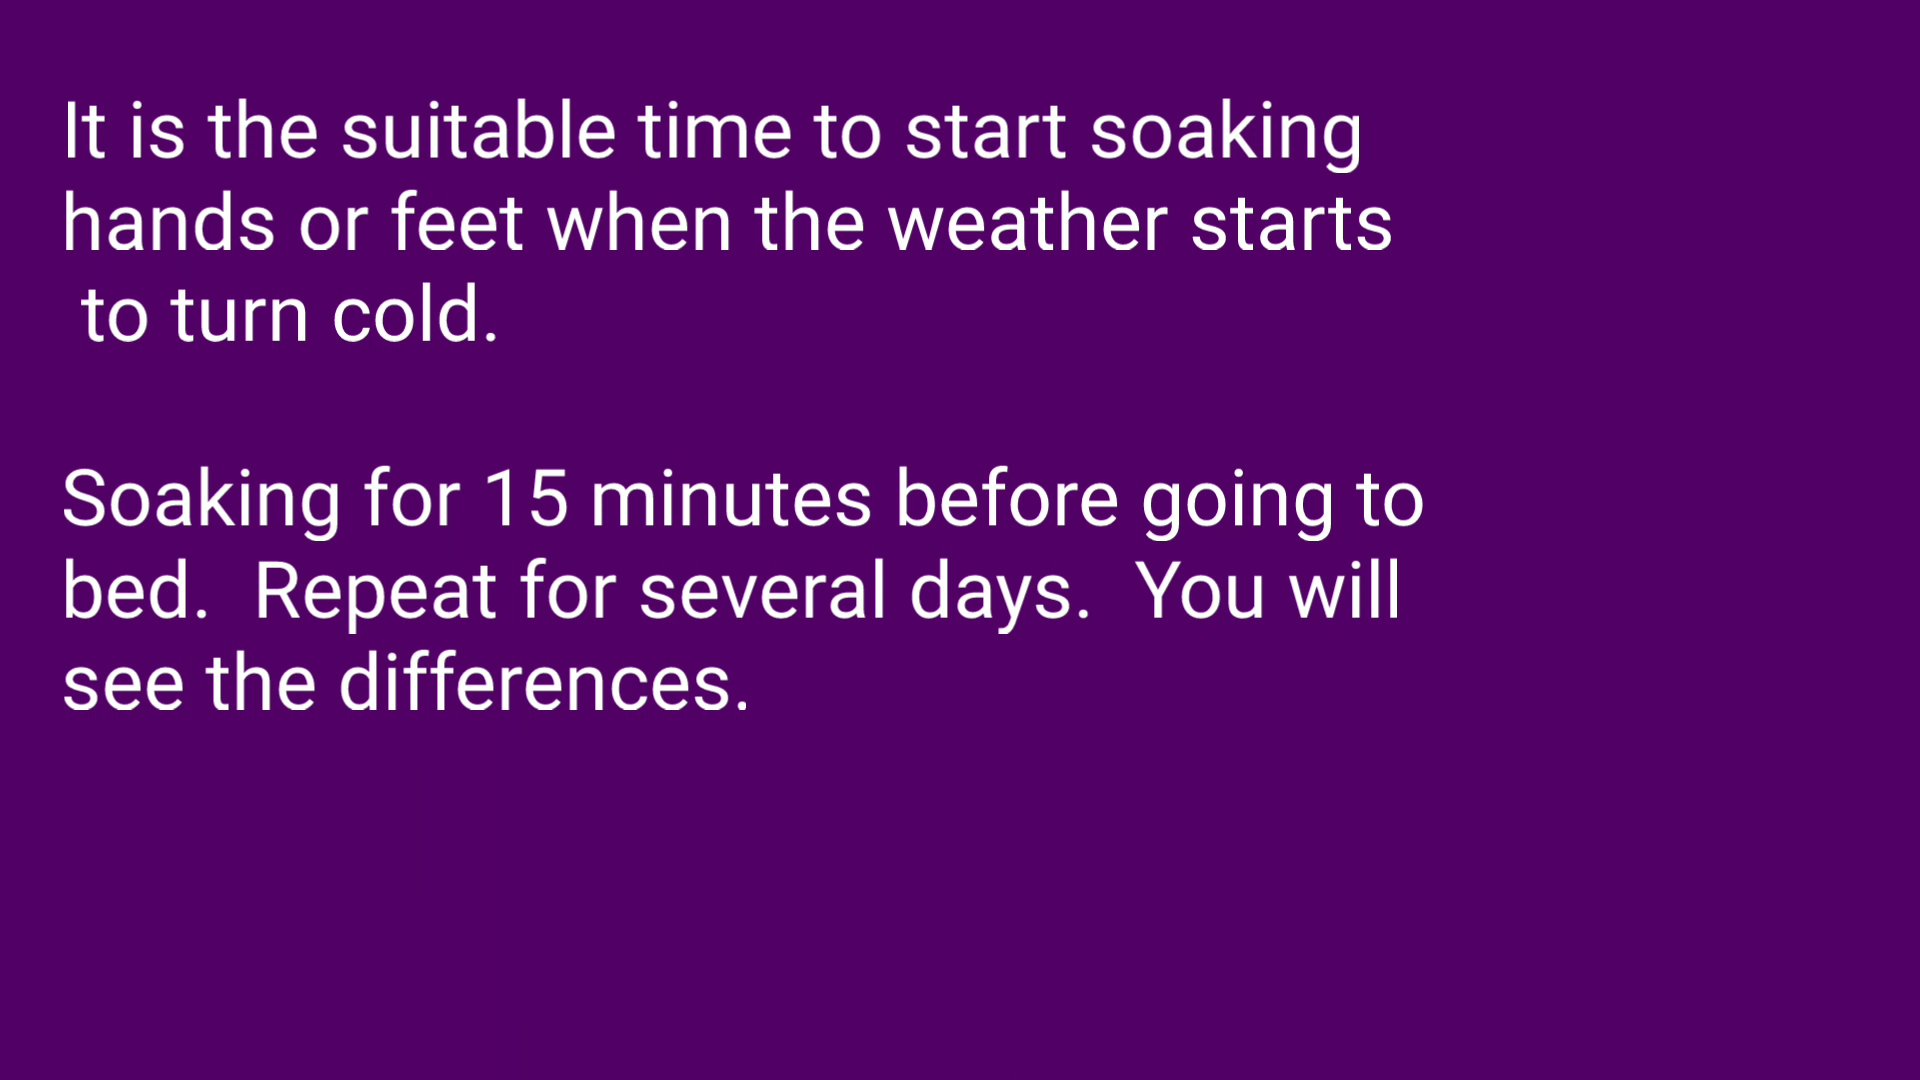 It is the suitable time to start soaking
hands or feet when the weather starts
to turn cold.
Soaking for 15 minutes before going to
bed.  Repeat for several days.  You will
see the differences.